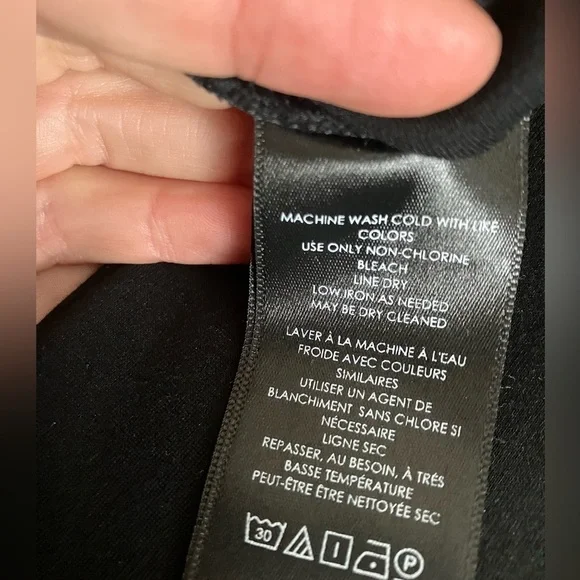 MACHINE WASH COLD WITH LIKE
COLORS
USE ONLY NON-CHLORINE
BLEACH
LINE DRY
LOW IRON AS NEEDED
MAY BE DRY CLEANED
LAVER À LA MACHINE À L'EAU
FROIDE AVEC COULEURS
SIMILAIRES
UTILISER UN AGENT DE
BLANCHIMENT SANS CHLORE SI
NÉCESSAIRE
LIGNE SEC
REPASSER, AU BESOIN, À TRÉS
BASSE TEMPÉRATURE
PEUT-ÊTRE ÊTRE NETTOYÉE SEC
30 P